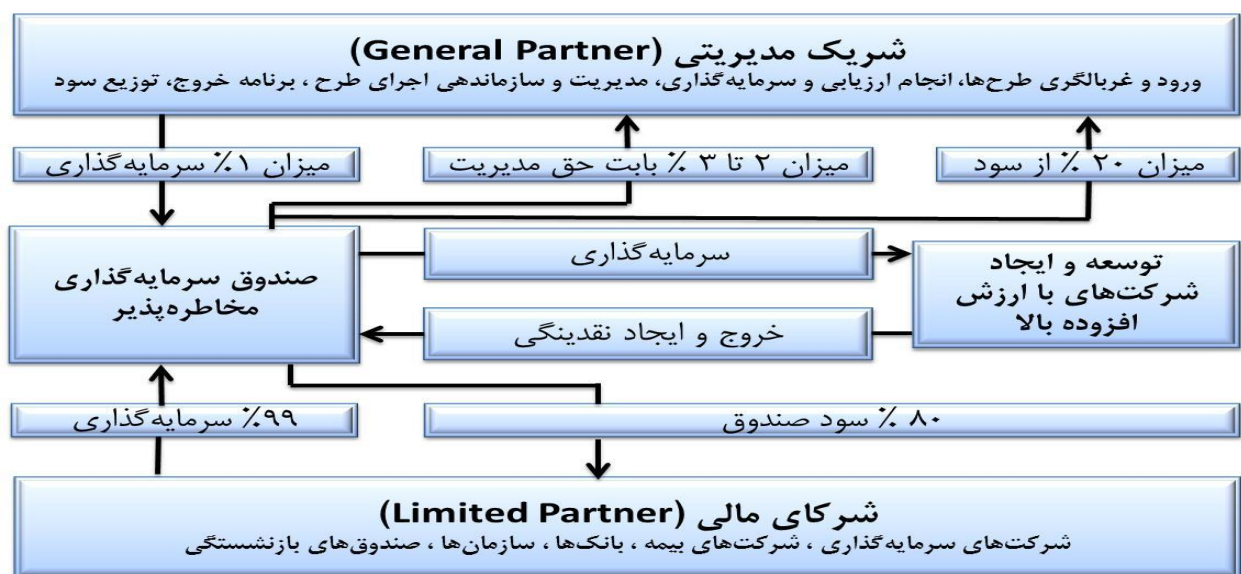 شریک مدیریتی (General Partner)
ورود و غربالگری طرح‌ها، انجام ارزیابی و سرمایه‌گذاری، مدیریت و سازماندهی اجرای طرح ، برنامه خروج، توزیع سود
میزان ۲۰ ٪ از سود
میزان ۲ تا ۳ ٪ بابت حق مدیریت
میزان ۱٪ سرمایه‌گذاری
صندوق سرمایه‌گذاری
مخاطره‌پذیر
سرمایه‌گذاری
خروج و ایجاد نقدینگی
توسعه و ایجاد
شرکت‌های با ارزش
افزوده بالا
۸۰ ٪ سود صندوق
۹۹٪ سرمایه‌گذاری
شرکای مالی (Limited Partner)
شرکت‌های سرمایه‌گذاری ، شرکت‌های بیمه ، بانک‌ها ، سازمان‌ها ، صندوق‌های بازنشستگی